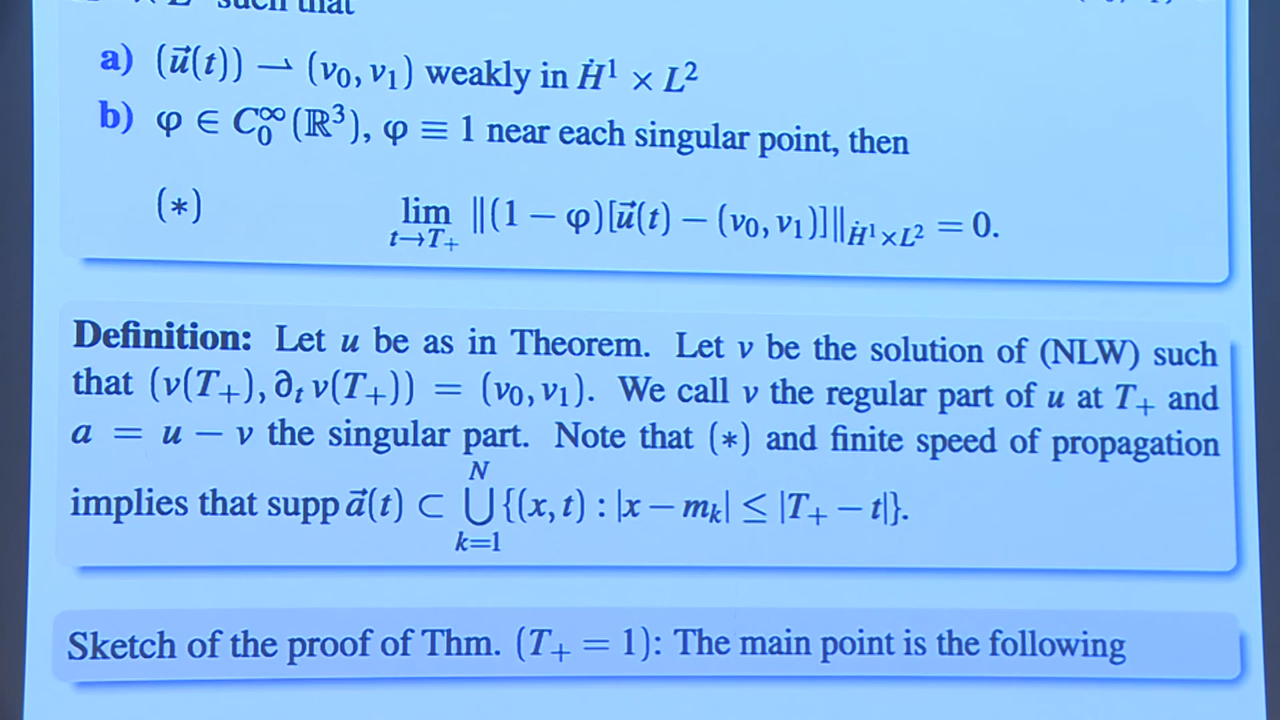 such that
a) (u⃗(t)) ⇀ (v₀, v₁) weakly in Ḣ¹ × L²
b) φ ∈ C₀^∞(ℝ³), φ ≡ 1 near each singular point, then
(∗) lim_{t→T₊} ‖(1 − φ)[u⃗(t) − (v₀, v₁)]‖_{Ḣ¹×L²} = 0.
Definition: Let u be as in Theorem. Let v be the solution of (NLW) such
that (v(T₊), ∂ₜv(T₊)) = (v₀, v₁). We call v the regular part of u at T₊ and
a = u − v the singular part. Note that (∗) and finite speed of propagation
implies that supp a⃗(t) ⊂ ⋃_{k=1}^{N} {(x, t) : |x − mₖ| ≤ |T₊ − t|}.
Sketch of the proof of Thm. (T₊ = 1): The main point is the following